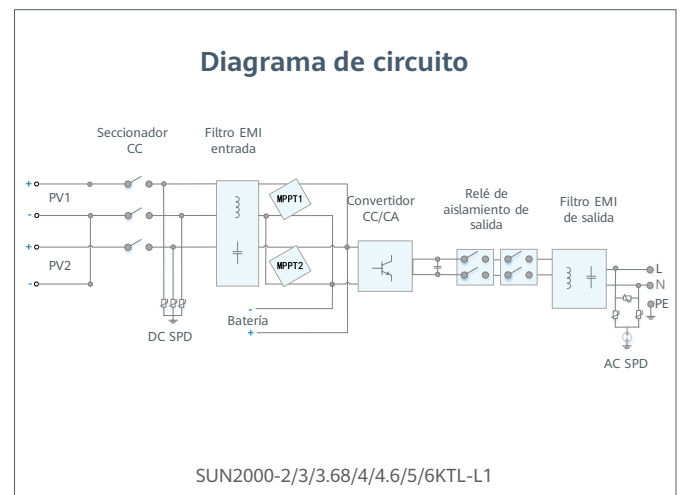 Diagrama de circuito
Seccionador
CC
Filtro EMI
entrada
+
PV1
-
+
PV2
-
MPPT1
MPPT2
Convertidor
CC/CA
Relé de
aislamiento de
salida
Filtro EMI
de salida
L
N
PE
-
Batería
+
DC SPD
AC SPD
SUN2000-2/3/3.68/4/4.6/5/6KTL-L1